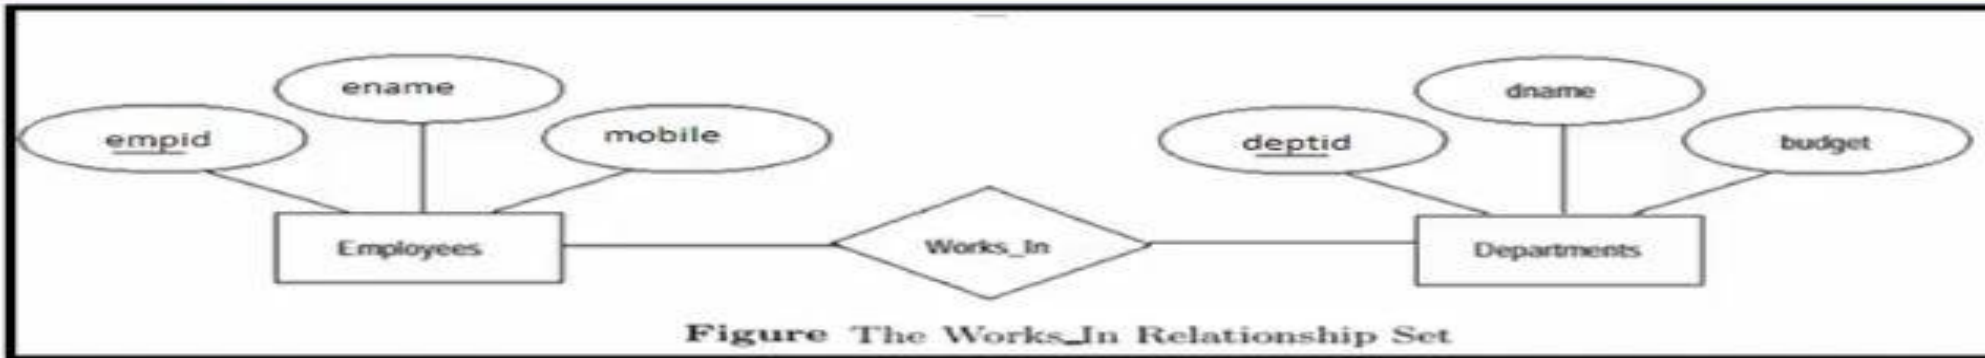 ename
dname
empid
mobile
deptid
budget
Employees
Works_In
Departments
Figure The Works_In Relationship Set